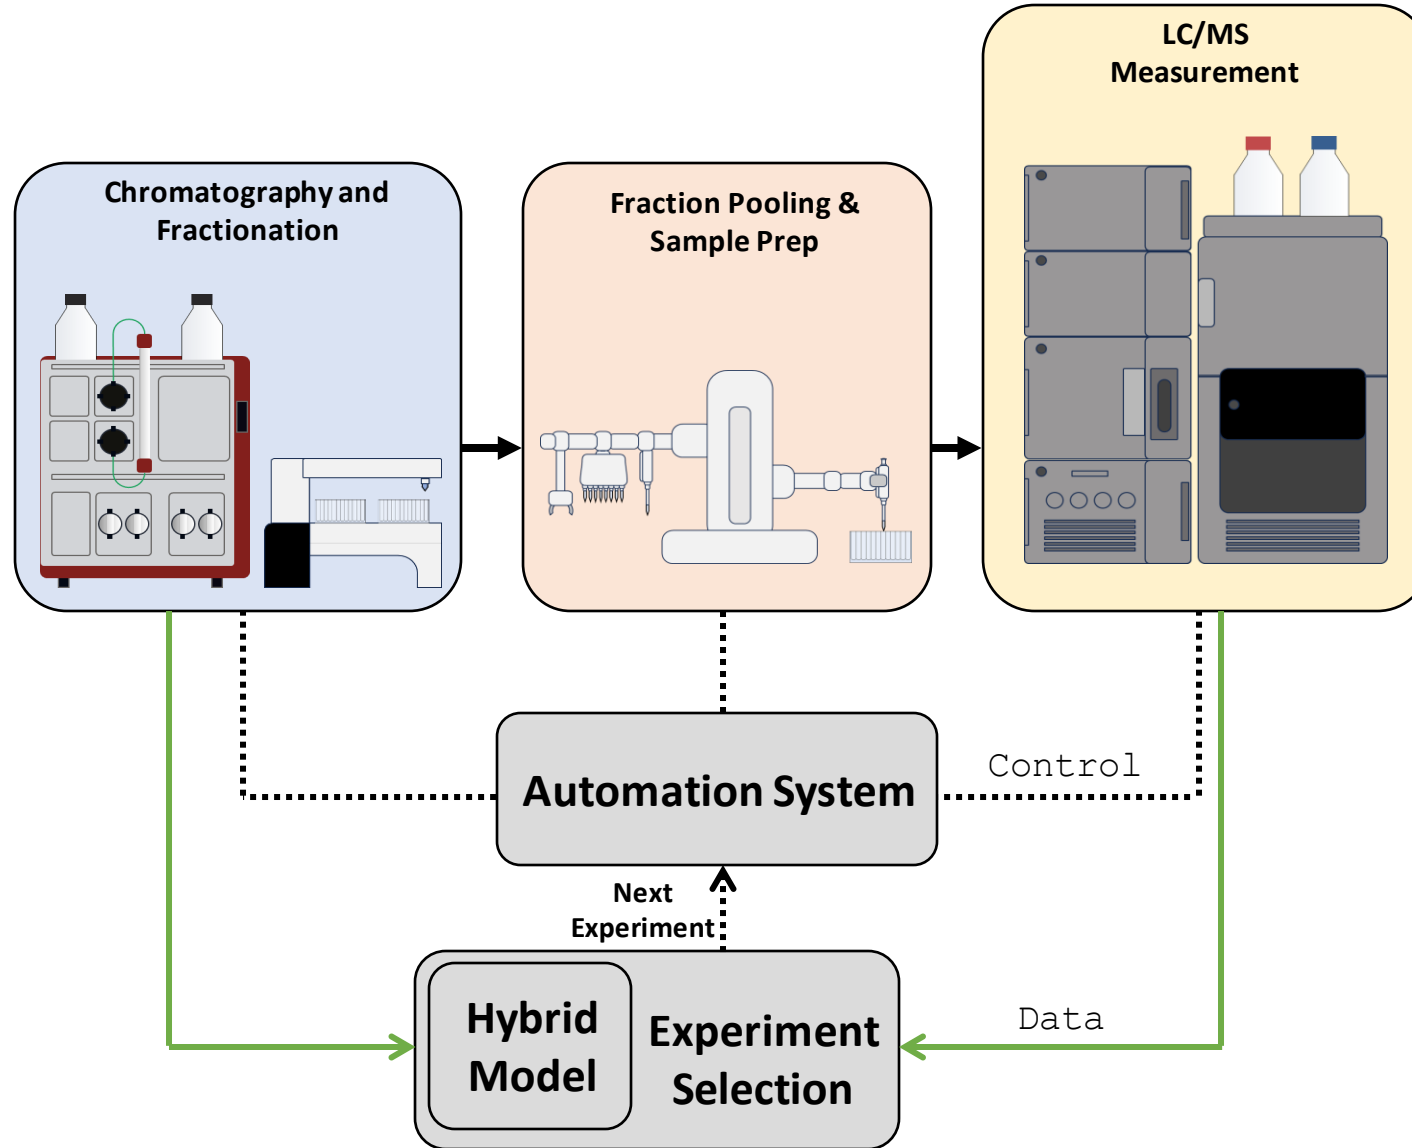 LC/MS
Measurement
Chromatography and
Fractionation
Fraction Pooling &
Sample Prep
Automation System
Control
Next
Experiment
Hybrid
Model
Experiment
Selection
Data